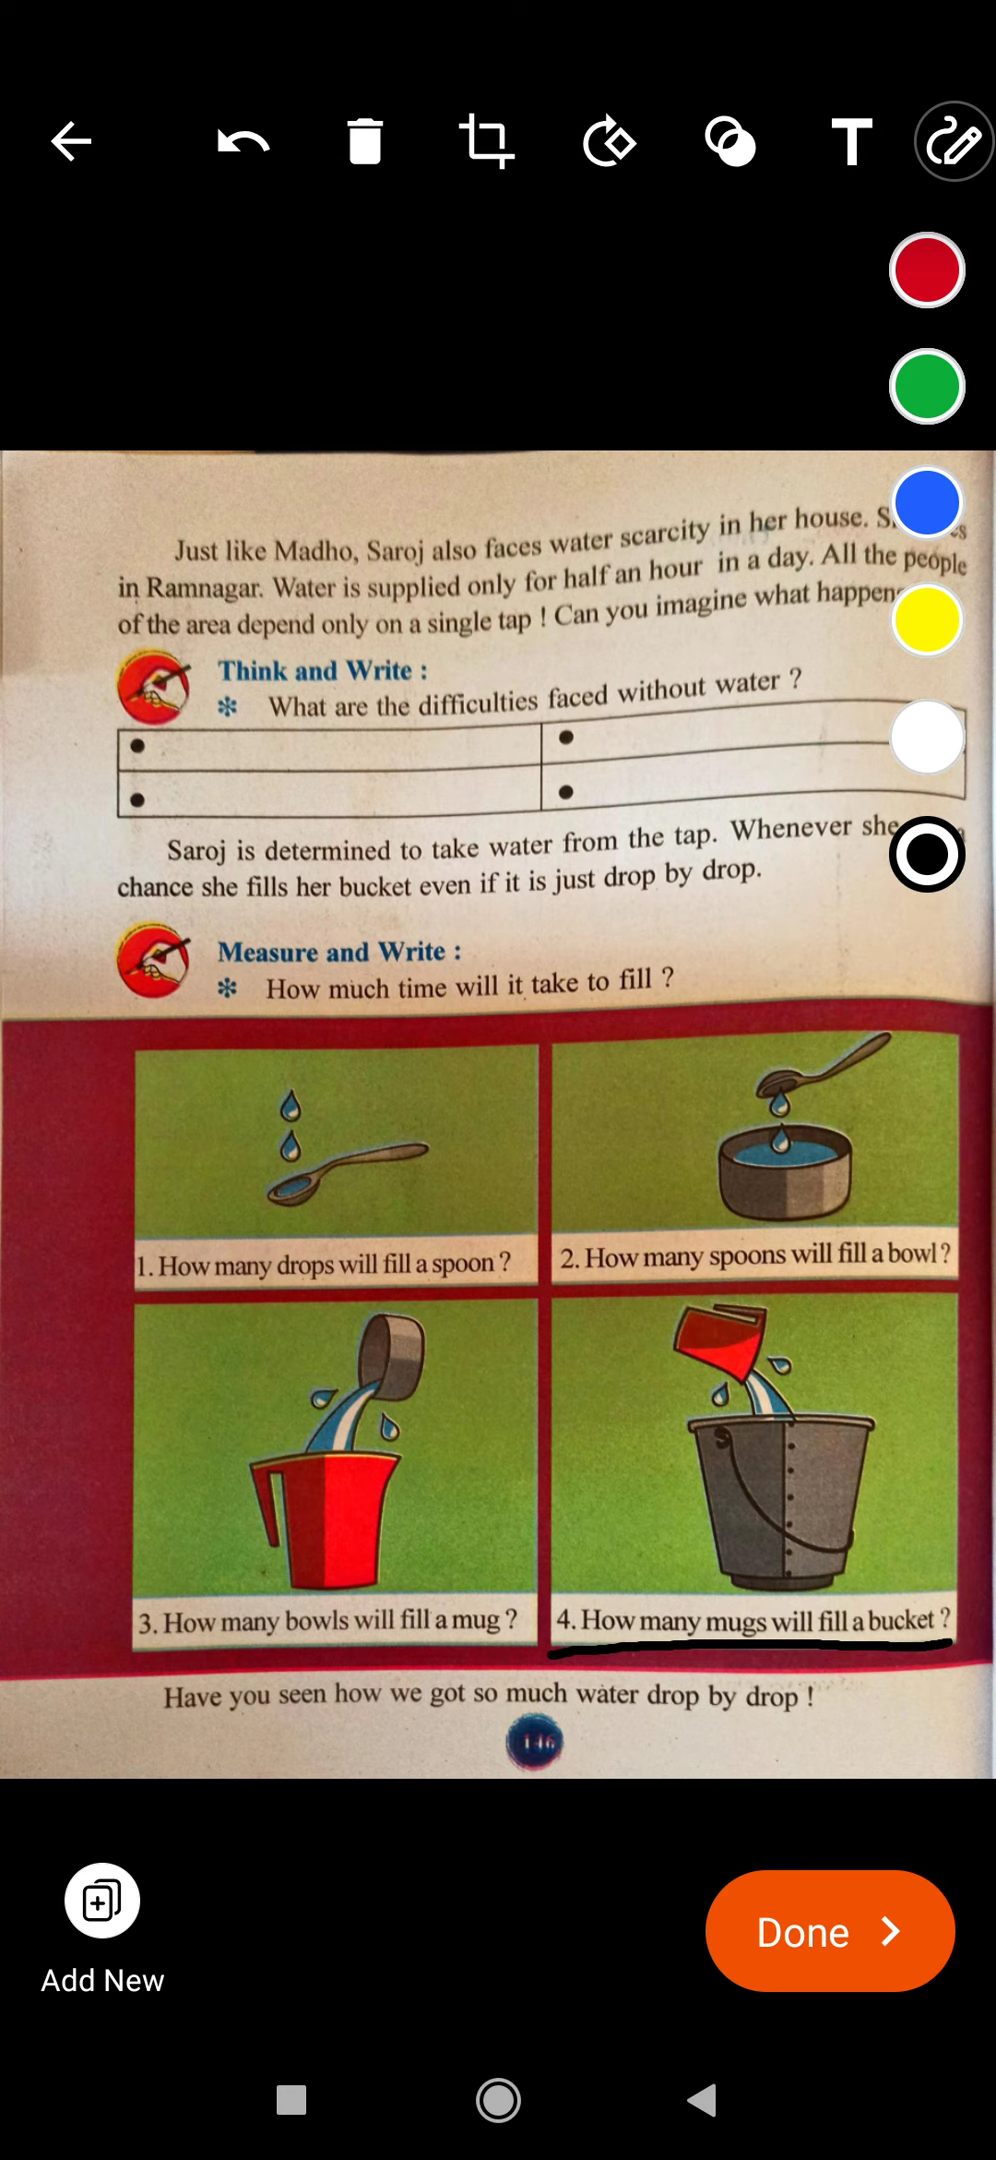 Just like Madho, Saroj also faces water scarcity in her house.
in Ramnagar. Water is supplied only for half an hour in a day. All the people
of the area depend only on a single tap ! Can you imagine what
Think and Write :
✻ What are the difficulties faced without water ?
Saroj is determined to take water from the tap. Whenever she
chance she fills her bucket even if it is just drop by drop.
Measure and Write :
✻ How much time will it take to fill ?
1. How many drops will fill a spoon ?
2. How many spoons will fill a bowl ?
3. How many bowls will fill a mug ?
4. How many mugs will fill a bucket ?
Have you seen how we got so much water drop by drop !
146
Add New
Done